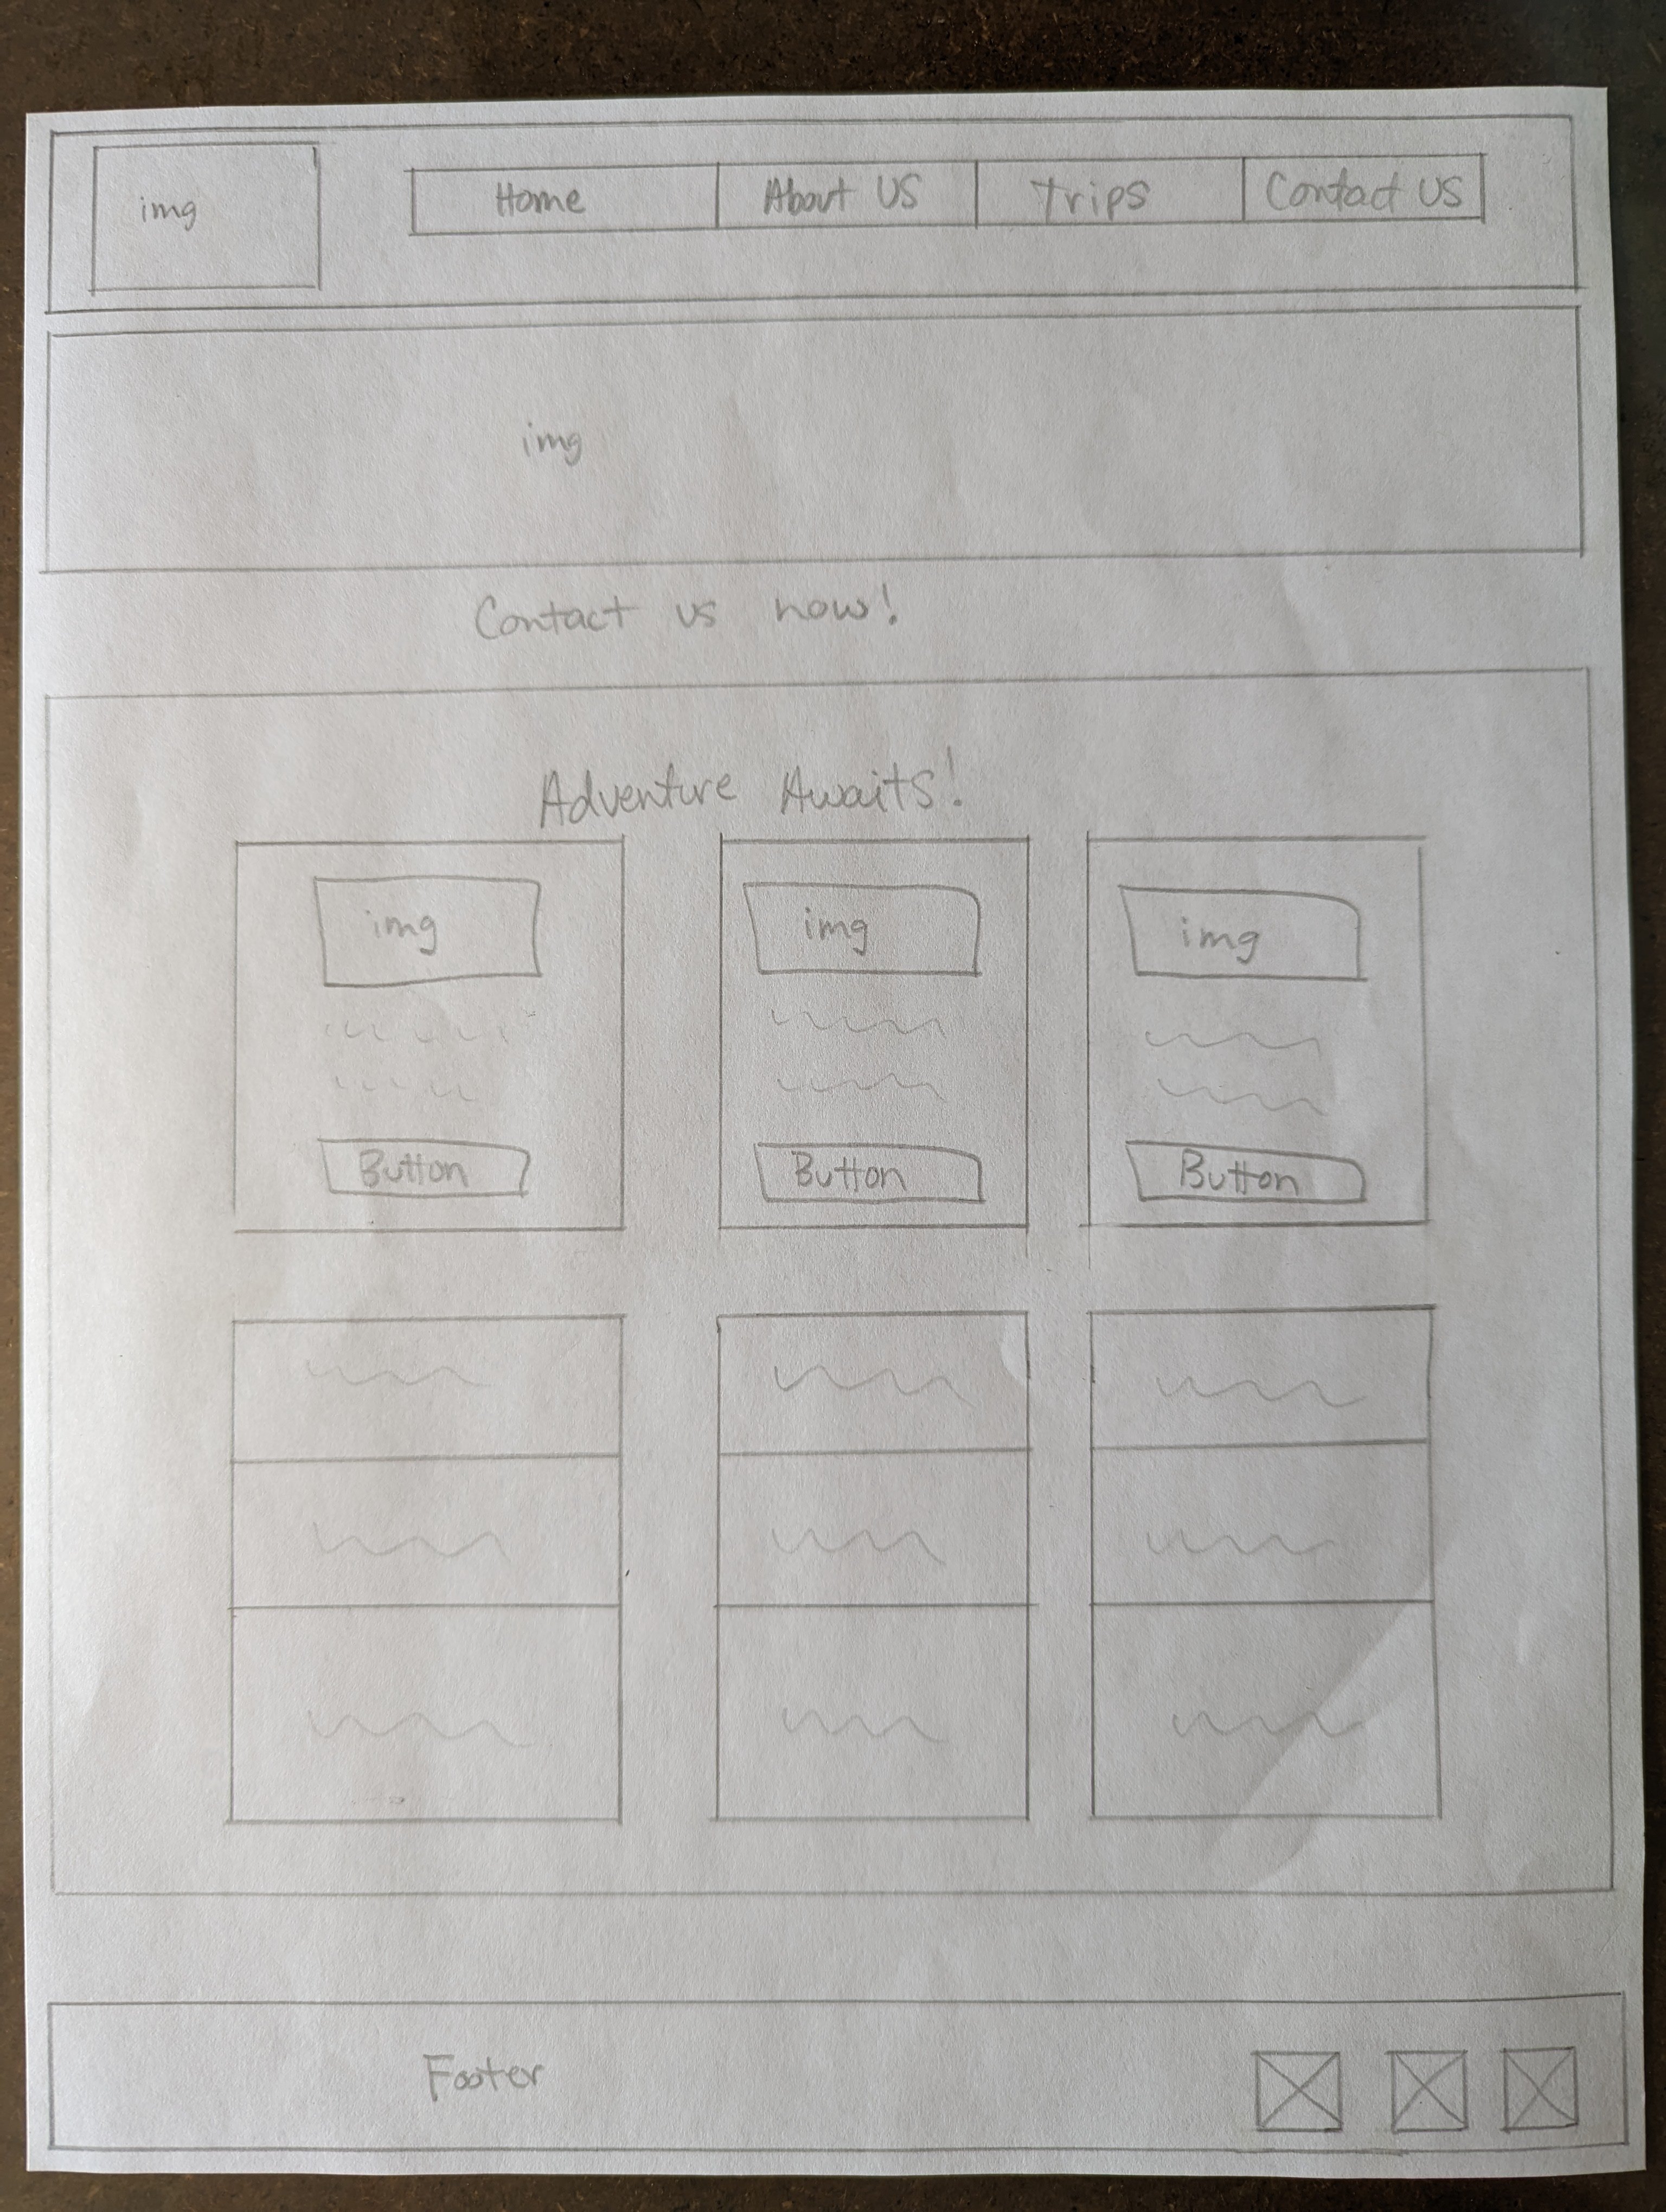 img
Home About US Trips Contact US
img
Contact us now!
Adventure Awaits!
img img img
Button Button Button
Footer